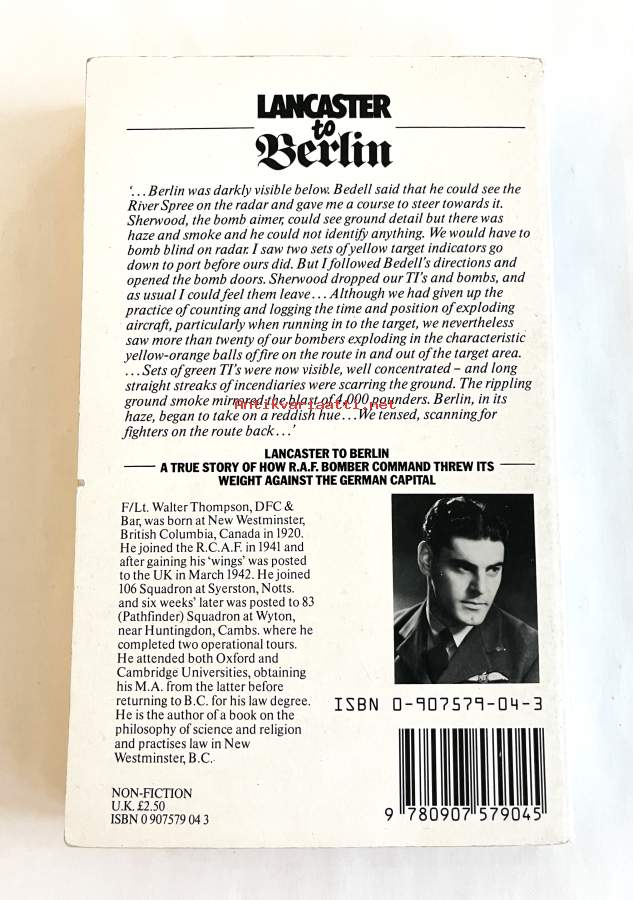 LANCASTER
to
Berlin
‘...Berlin was darkly visible below. Bedell said that he could see the
River Spree on the radar and gave me a course to steer towards it.
Sherwood, the bomb aimer, could see ground detail but there was
haze and smoke and he could not identify anything. We would have to
bomb blind on radar. I saw two sets of yellow target indicators go
down to port before ours did. But I followed Bedell's directions and
opened the bomb doors. Sherwood dropped our TI's and bombs, and
as usual I could feel them leave... Although we had given up the
practice of counting and logging the time and position of exploding
aircraft, particularly when running in to the target, we nevertheless
saw more than twenty of our bombers exploding in the characteristic
yellow-orange balls of fire on the route in and out of the target area.
...Sets of green TI's were now visible, well concentrated – and long
straight streaks of incendiaries were scarring the ground. The rippling
ground smoke mirrored the blast of 4,000 pounders. Berlin, in its
Antikvariaatti.net
haze, began to take on a reddish hue...We tensed, scanning for
fighters on the route back...’
LANCASTER TO BERLIN
A TRUE STORY OF HOW R.A.F. BOMBER COMMAND THREW ITS
WEIGHT AGAINST THE GERMAN CAPITAL
F/Lt. Walter Thompson, DFC &
Bar, was born at New Westminster,
British Columbia, Canada in 1920.
He joined the R.C.A.F. in 1941 and
after gaining his ‘wings’ was posted
to the UK in March 1942. He joined
106 Squadron at Syerston, Notts.
and six weeks' later was posted to 83
(Pathfinder) Squadron at Wyton,
near Huntingdon, Cambs. where he
completed two operational tours.
He attended both Oxford and
Cambridge Universities, obtaining
his M.A. from the latter before
returning to B.C. for his law degree.
He is the author of a book on the
philosophy of science and religion
and practises law in New
Westminster, B.C.
NON-FICTION
U.K. £2.50
ISBN 0 907579 04 3
ISBN 0-907579-04-3
9 780907 579045